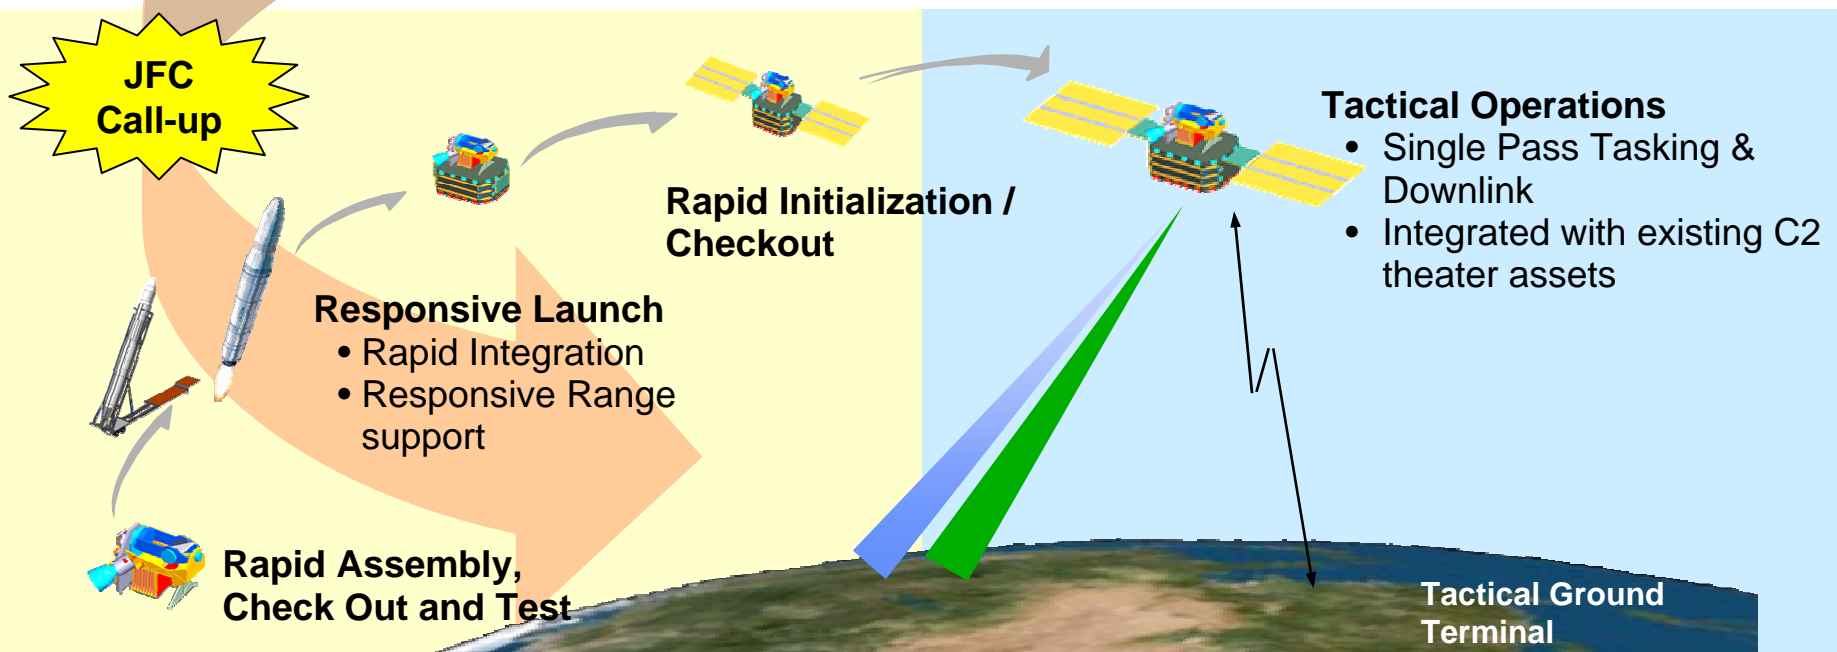 JFC
Call-up
Tactical Operations
• Single Pass Tasking &
Downlink
• Integrated with existing C2
theater assets
Rapid Initialization /
Checkout
Responsive Launch
• Rapid Integration
• Responsive Range
support
Rapid Assembly,
Check Out and Test
Tactical Ground
Terminal